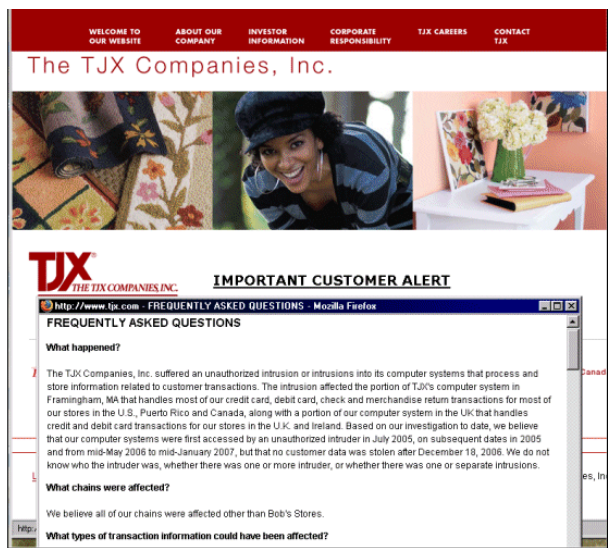 WELCOME TO OUR WEBSITE
ABOUT OUR COMPANY
INVESTOR INFORMATION
CORPORATE RESPONSIBILITY
TJX CAREERS
CONTACT TJX
The TJX Companies, Inc.
TJX®
THE TJX COMPANIES, INC.
IMPORTANT CUSTOMER ALERT
http://www.tjx.com - FREQUENTLY ASKED QUESTIONS - Mozilla Firefox
FREQUENTLY ASKED QUESTIONS
What happened?
The TJX Companies, Inc. suffered an unauthorized intrusion or intrusions into its computer systems that process and
store information related to customer transactions. The intrusion affected the portion of TJX's computer system in
Framingham, MA that handles most of our credit card, debit card, check and merchandise return transactions for most of
our stores in the U.S., Puerto Rico and Canada, along with a portion of our computer system in the UK that handles
credit and debit card transactions for our stores in the U.K. and Ireland. Based on our investigation to date, we believe
that our computer systems were first accessed by an unauthorized intruder in July 2005, on subsequent dates in 2005
and from mid-May 2006 to mid-January 2007, but that no customer data was stolen after December 18, 2006. We do not
know who the intruder was, whether there was one or more intruder, or whether there was one or separate intrusions.
What chains were affected?
We believe all of our chains were affected other than Bob's Stores.
What types of transaction information could have been affected?
http: